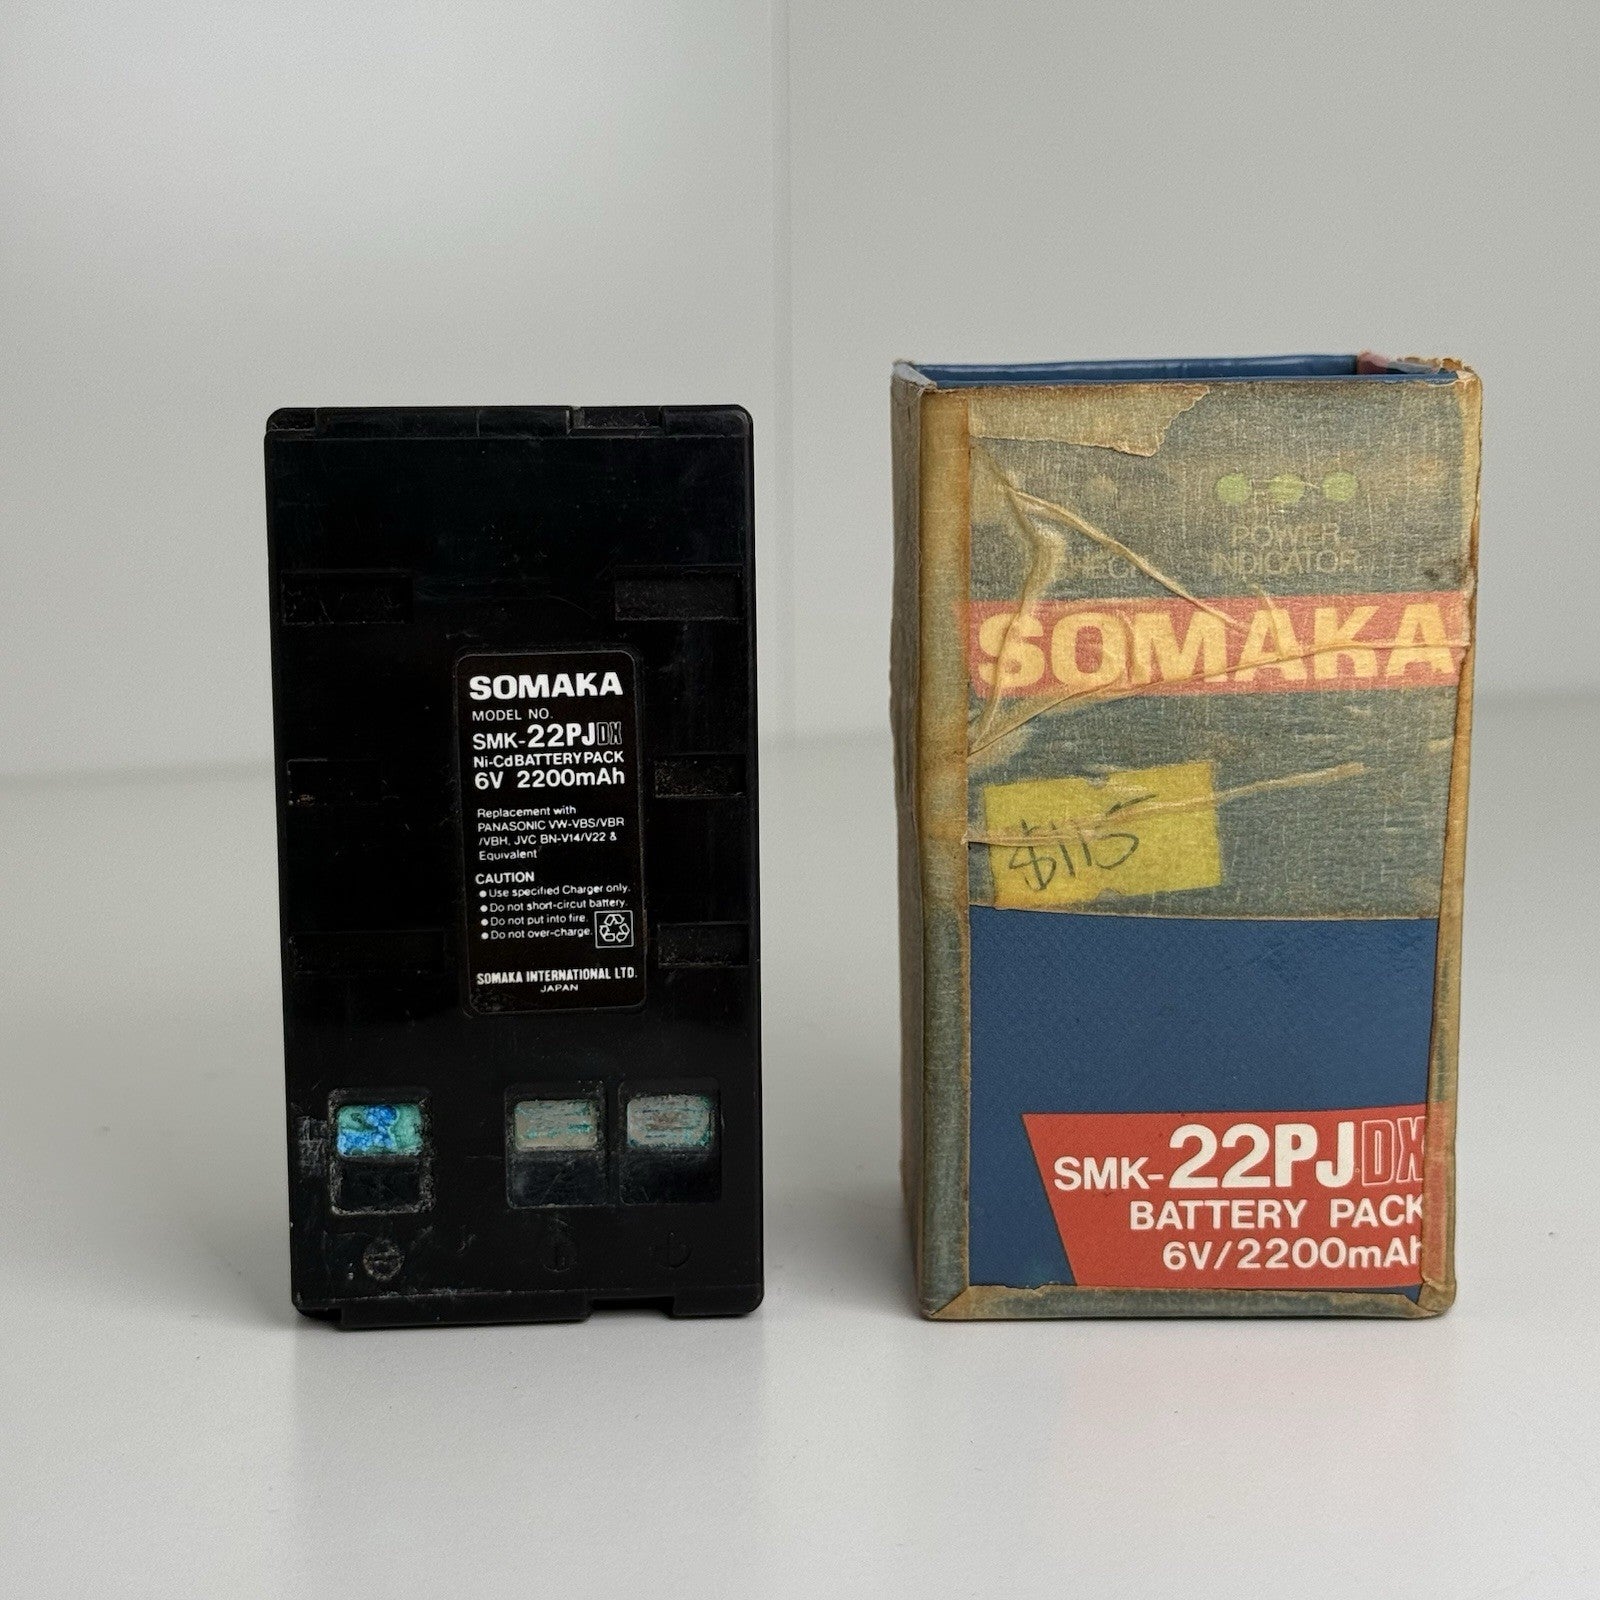 SOMAKA
MODEL NO.
SMK-22PJDX
Ni-Cd BATTERY PACK
6V 2200mAh
Replacement with
PANASONIC VW-VBS/VBR
/VBH, JVC BN-V14/V22 &
Equivalent
CAUTION
● Use specified Charger only.
● Do not short-circut battery.
● Do not put into fire.
● Do not over-charge.
SOMAKA INTERNATIONAL LTD.
JAPAN
POWER
INDICATOR
SOMAKA
$115
SMK-22PJDX
BATTERY PACK
6V/2200mAh